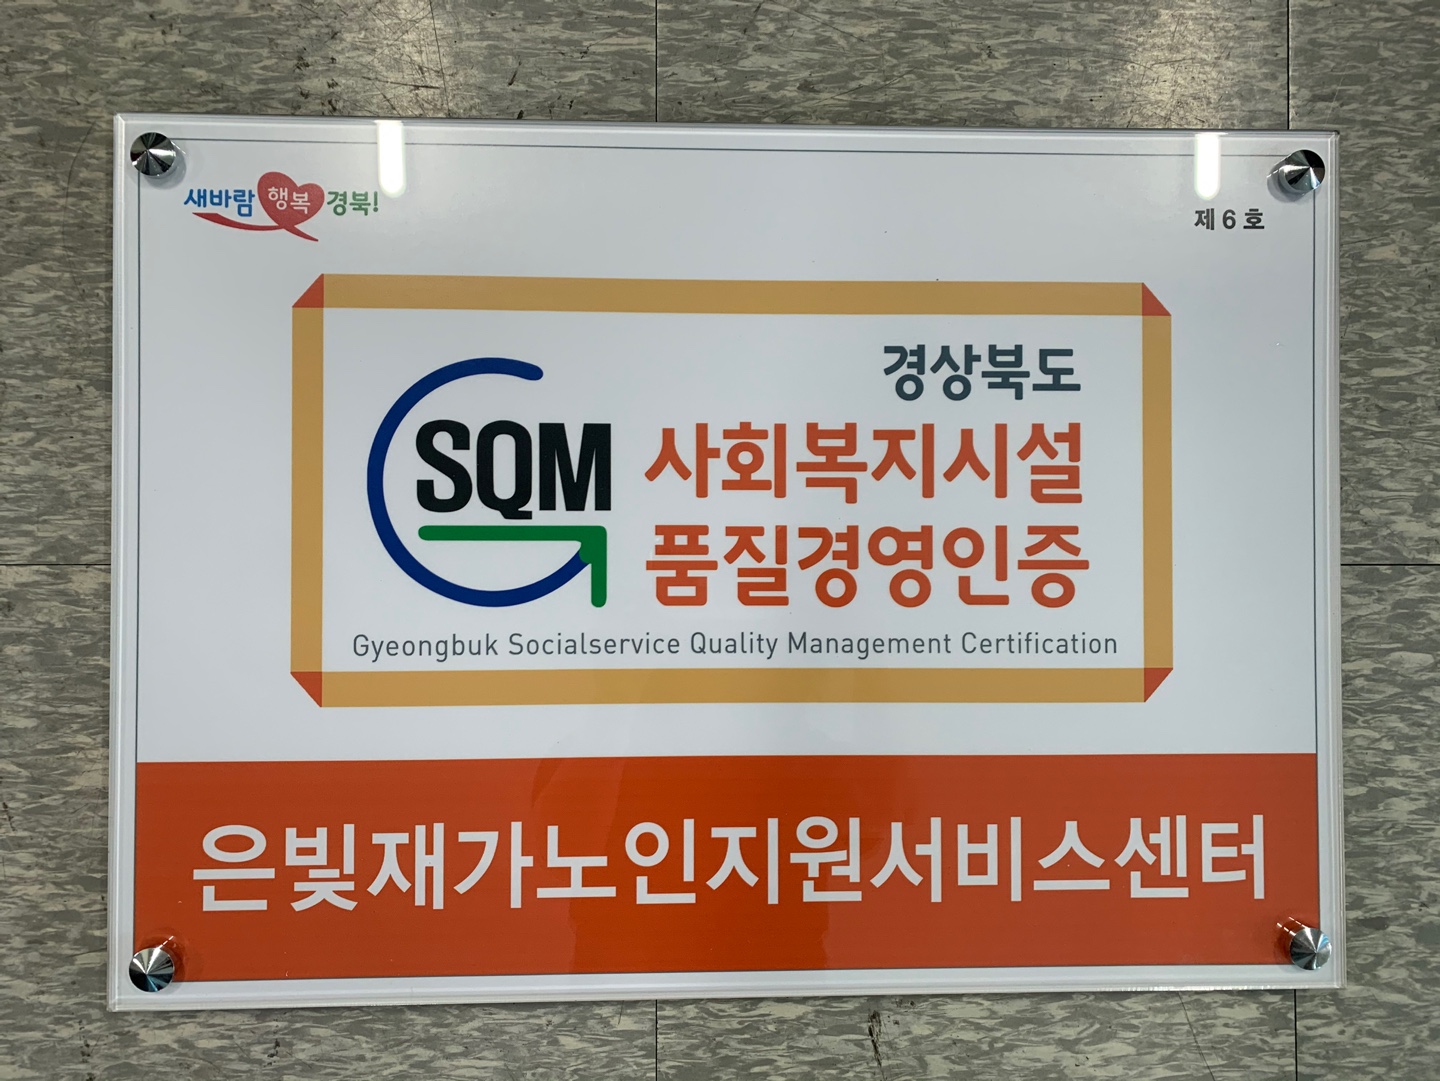 새바람 행복 경북!
제 6 호
경상북도
SQM
사회복지시설
품질경영인증
Gyeongbuk Socialservice Quality Management Certification
은빛재가노인지원서비스센터